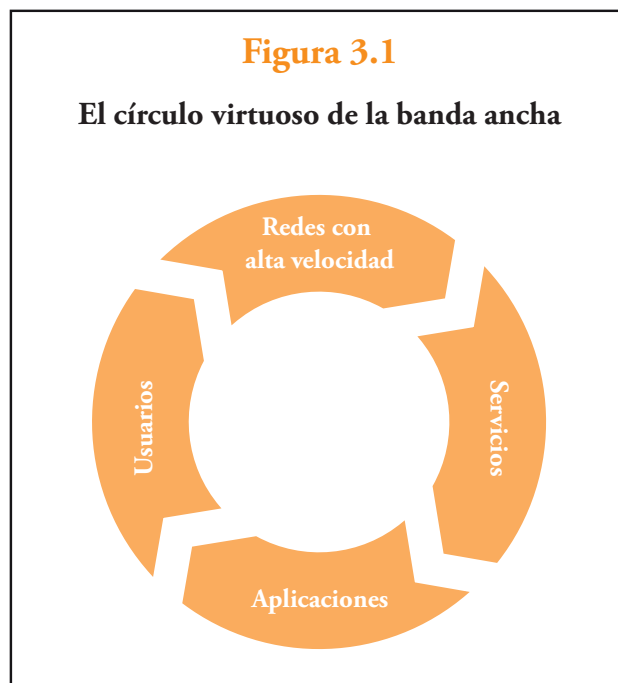 Figura 3.1
El círculo virtuoso de la banda ancha
Redes con
alta velocidad
Servicios
Aplicaciones
Usuarios